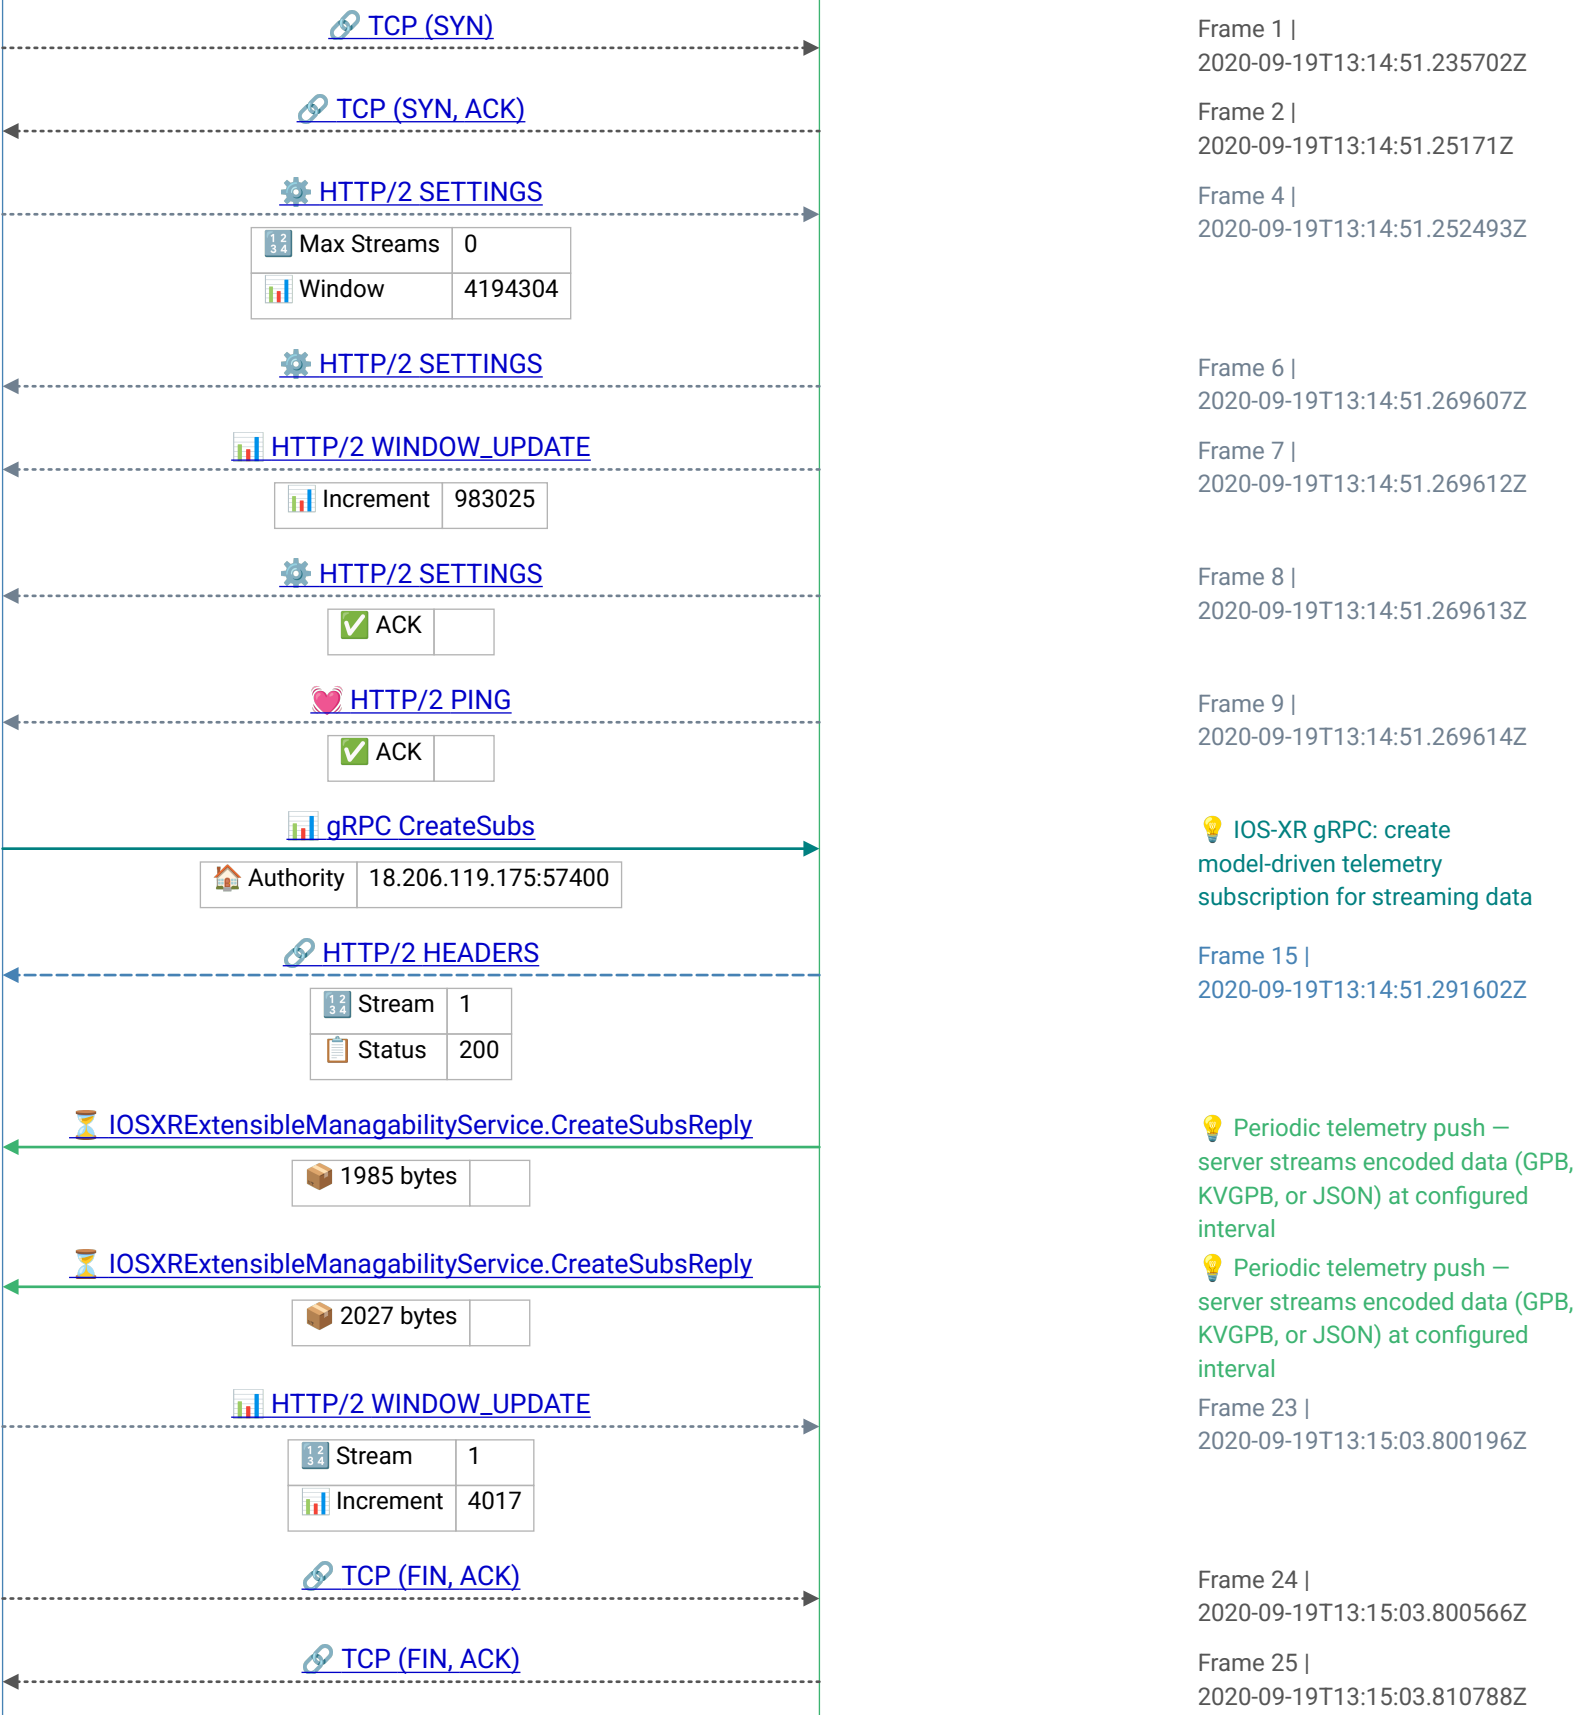 🔗 TCP (SYN)
Frame 1 |
2020-09-19T13:14:51.235702Z
🔗 TCP (SYN, ACK)
Frame 2 |
2020-09-19T13:14:51.25171Z
⚙️ HTTP/2 SETTINGS
Frame 4 |
2020-09-19T13:14:51.252493Z
🔢 Max Streams 0
📊 Window 4194304
⚙️ HTTP/2 SETTINGS
Frame 6 |
2020-09-19T13:14:51.269607Z
📊 HTTP/2 WINDOW_UPDATE
Frame 7 |
2020-09-19T13:14:51.269612Z
📊 Increment 983025
⚙️ HTTP/2 SETTINGS
Frame 8 |
2020-09-19T13:14:51.269613Z
✅ ACK
💓 HTTP/2 PING
Frame 9 |
2020-09-19T13:14:51.269614Z
✅ ACK
📊 gRPC CreateSubs
💡 IOS-XR gRPC: create
model-driven telemetry
subscription for streaming data
🏠 Authority 18.206.119.175:57400
🔗 HTTP/2 HEADERS
Frame 15 |
2020-09-19T13:14:51.291602Z
🔢 Stream 1
📋 Status 200
⏳ IOSXRExtensibleManagabilityService.CreateSubsReply
💡 Periodic telemetry push —
server streams encoded data (GPB,
KVGPB, or JSON) at configured
interval
📦 1985 bytes
⏳ IOSXRExtensibleManagabilityService.CreateSubsReply
💡 Periodic telemetry push —
server streams encoded data (GPB,
KVGPB, or JSON) at configured
interval
📦 2027 bytes
📊 HTTP/2 WINDOW_UPDATE
Frame 23 |
2020-09-19T13:15:03.800196Z
🔢 Stream 1
📊 Increment 4017
🔗 TCP (FIN, ACK)
Frame 24 |
2020-09-19T13:15:03.800566Z
🔗 TCP (FIN, ACK)
Frame 25 |
2020-09-19T13:15:03.810788Z